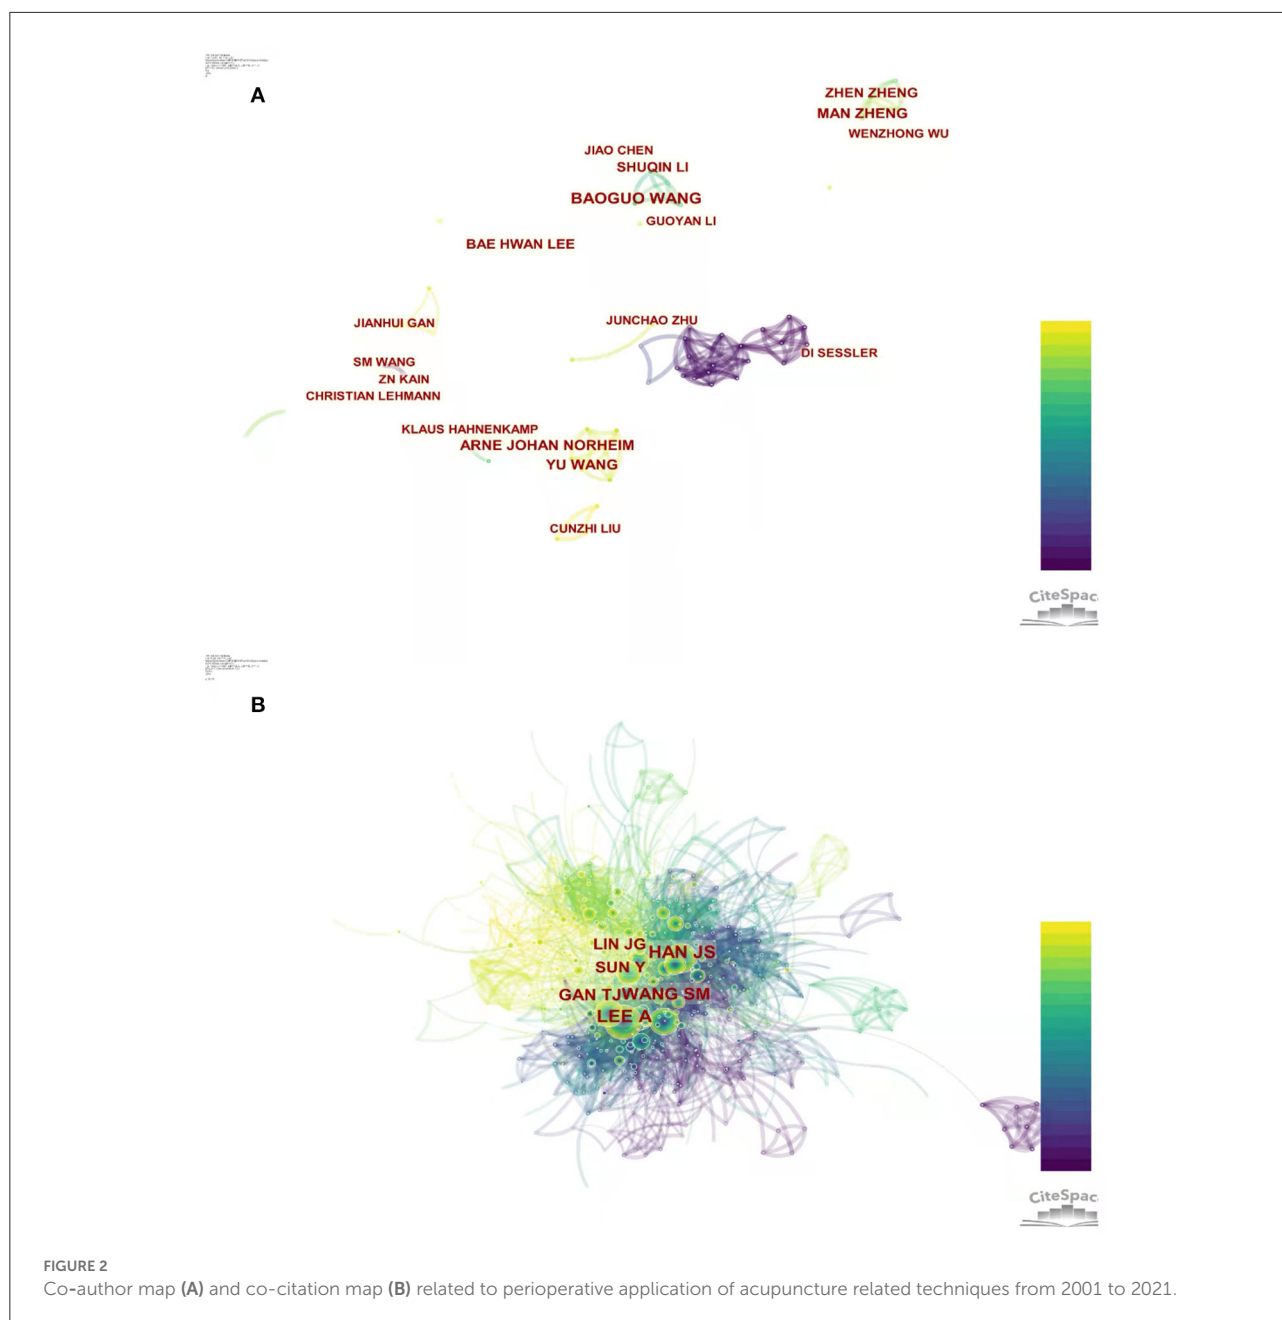 A
ZHEN ZHENG
MAN ZHENG
WENZHONG WU
JIAO CHEN
SHUQIN LI
BAOGUO WANG
GUOYAN LI
BAE HWAN LEE
JIANHUI GAN
JUNCHAO ZHU
DI SESSLER
SM WANG
ZN KAIN
CHRISTIAN LEHMANN
KLAUS HAHNENKAMP
ARNE JOHAN NORHEIM
YU WANG
CUNZHI LIU
CiteSpac
B
LIN JG
HAN JS
SUN Y
GAN TJ
WANG SM
LEE A
CiteSpac
FIGURE 2
Co-author map (A) and co-citation map (B) related to perioperative application of acupuncture related techniques from 2001 to 2021.